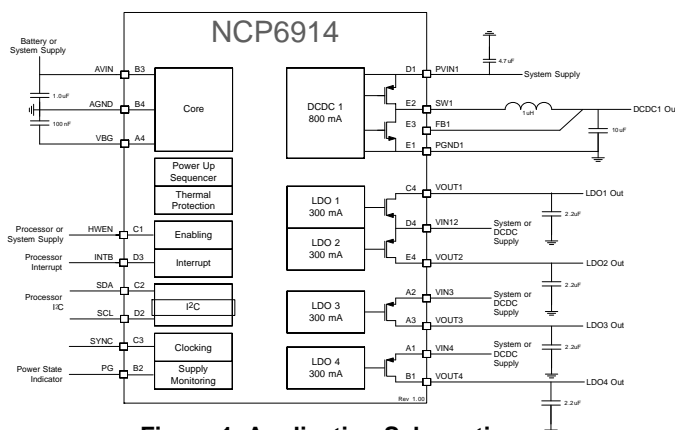 NCP6914
Battery or
System Supply
AVIN
B3
1.0uF
AGND
B4
100 nF
VBG
A4
Core
Power Up
Sequencer
Thermal
Protection
Processor or
System Supply
HWEN
C1
Enabling
Processor
Interrupt
INTB
D3
Interrupt
SDA
C2
Processor
I²C
I²C
SCL
D2
SYNC
C3
Clocking
Power State
Indicator
PG
B2
Supply
Monitoring
DCDC 1
800 mA
D1
PVIN1
4.7 uF
System Supply
E2
SW1
1uH
DCDC1 Ou
E3
FB1
10uF
E1
PGND1
LDO 1
300 mA
C4
VOUT1
LDO1 Out
2.2uF
D4
VIN12
System or
DCDC
Supply
LDO 2
300 mA
E4
VOUT2
LDO2 Out
2.2uF
LDO 3
300 mA
A2
VIN3
System or
DCDC
Supply
A3
VOUT3
LDO3 Out
2.2uF
LDO 4
300 mA
A1
VIN4
System or
DCDC
Supply
B1
VOUT4
LDO4 Out
2.2uF
Rev 1.00